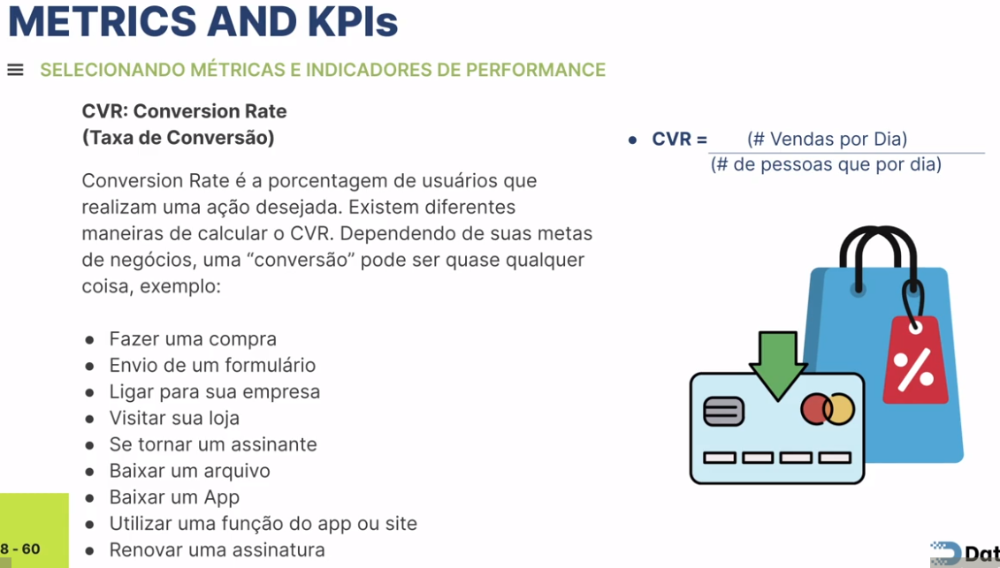 METRICS AND KPIs
SELECIONANDO MÉTRICAS E INDICADORES DE PERFORMANCE
CVR: Conversion Rate
(Taxa de Conversão)
Conversion Rate é a porcentagem de usuários que
realizam uma ação desejada. Existem diferentes
maneiras de calcular o CVR. Dependendo de suas metas
de negócios, uma “conversão” pode ser quase qualquer
coisa, exemplo:
● Fazer uma compra
● Envio de um formulário
● Ligar para sua empresa
● Visitar sua loja
● Se tornar um assinante
● Baixar um arquivo
● Baixar um App
● Utilizar uma função do app ou site
● Renovar uma assinatura
● CVR = (# Vendas por Dia)
(# de pessoas que por dia)
%
8 - 60
Dat